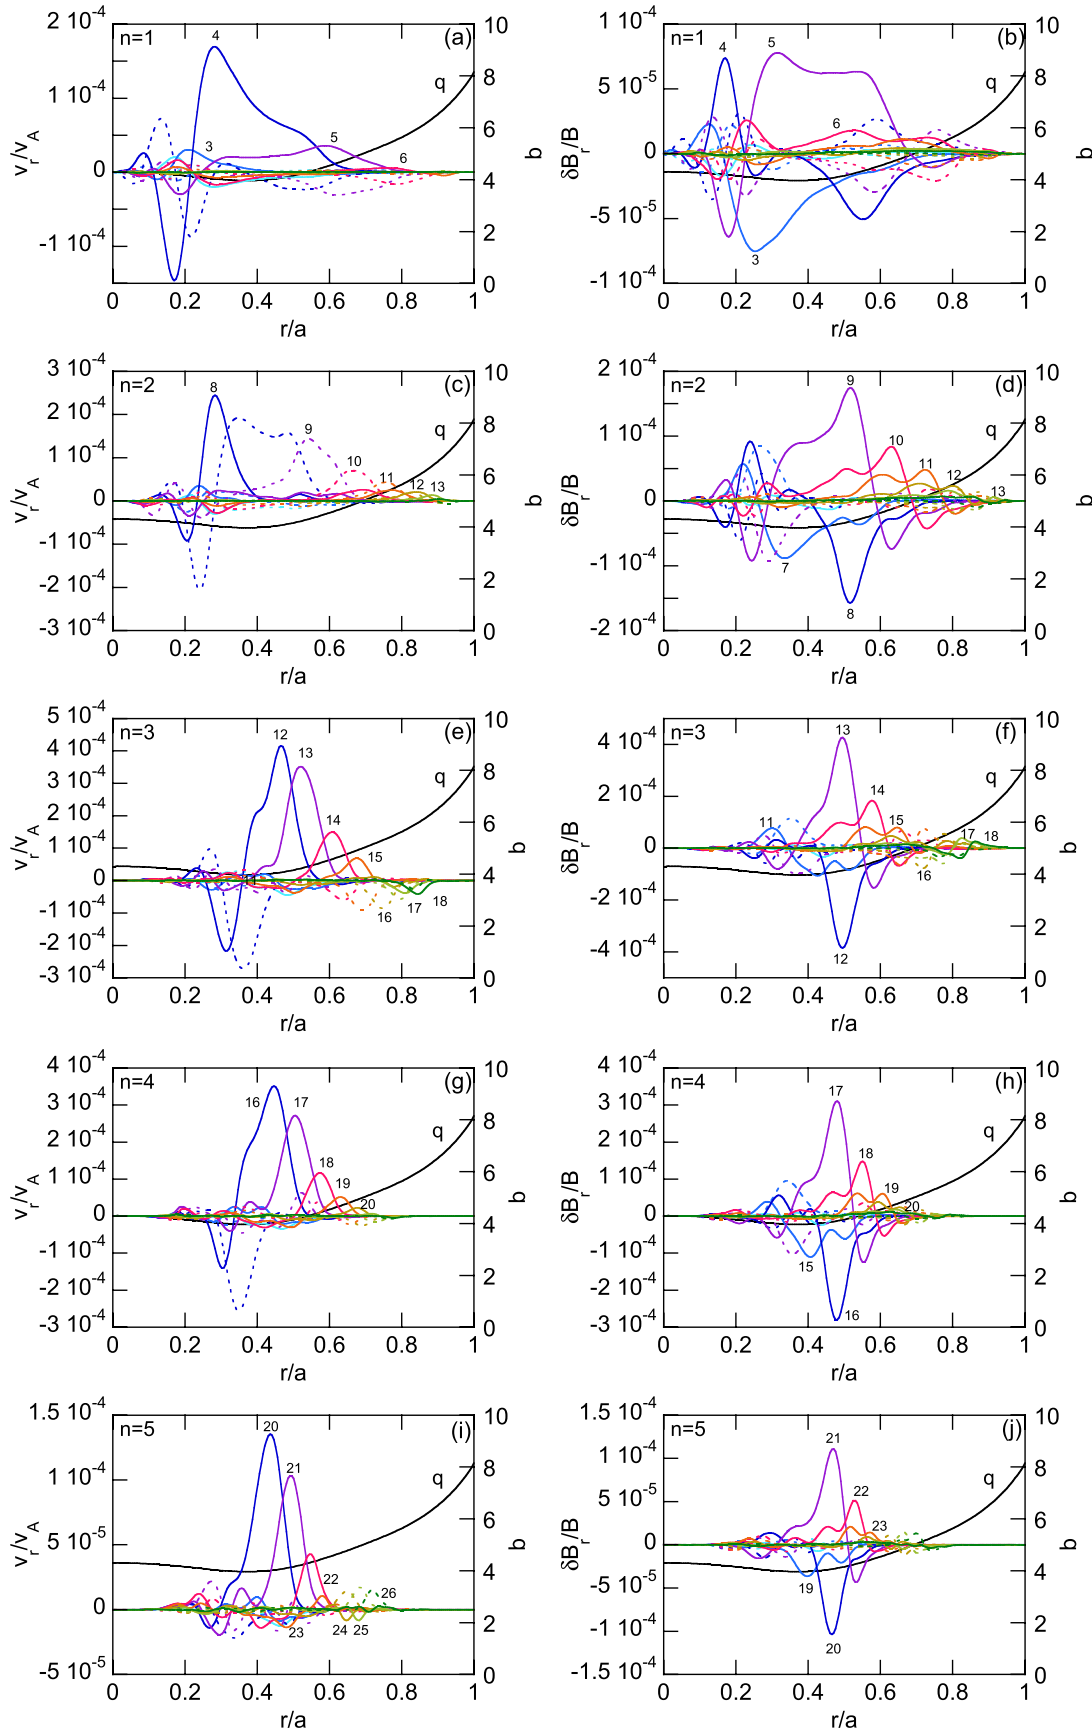 2 10⁻⁴
1 10⁻⁴
0
-1 10⁻⁴
vᵣ/v_A
n=1
(a)
4
3
5
6
q
10
8
6
4
2
0
q
0 0.2 0.4 0.6 0.8 1
r/a
1 10⁻⁴
5 10⁻⁵
0
-5 10⁻⁵
-1 10⁻⁴
δBᵣ/B
n=1
(b)
4
5
6
3
q
10
8
6
4
2
0
q
0 0.2 0.4 0.6 0.8 1
r/a
3 10⁻⁴
2 10⁻⁴
1 10⁻⁴
0
-1 10⁻⁴
-2 10⁻⁴
-3 10⁻⁴
vᵣ/v_A
n=2
(c)
8
9
10
11
12
13
q
10
8
6
4
2
0
q
0 0.2 0.4 0.6 0.8 1
r/a
2 10⁻⁴
1 10⁻⁴
0
-1 10⁻⁴
-2 10⁻⁴
δBᵣ/B
n=2
(d)
9
10
11
12
13
7
8
q
10
8
6
4
2
0
q
0 0.2 0.4 0.6 0.8 1
r/a
5 10⁻⁴
4 10⁻⁴
3 10⁻⁴
2 10⁻⁴
1 10⁻⁴
0
-1 10⁻⁴
-2 10⁻⁴
-3 10⁻⁴
vᵣ/v_A
n=3
(e)
12
13
14
15
16
17
18
q
10
8
6
4
2
0
q
0 0.2 0.4 0.6 0.8 1
r/a
4 10⁻⁴
2 10⁻⁴
0
-2 10⁻⁴
-4 10⁻⁴
δBᵣ/B
n=3
(f)
13
14
11
15
17
18
16
12
q
10
8
6
4
2
0
q
0 0.2 0.4 0.6 0.8 1
r/a
4 10⁻⁴
3 10⁻⁴
2 10⁻⁴
1 10⁻⁴
0
-1 10⁻⁴
-2 10⁻⁴
-3 10⁻⁴
vᵣ/v_A
n=4
(g)
16
17
18
19
20
q
10
8
6
4
2
0
q
0 0.2 0.4 0.6 0.8 1
r/a
4 10⁻⁴
3 10⁻⁴
2 10⁻⁴
1 10⁻⁴
0
-1 10⁻⁴
-2 10⁻⁴
-3 10⁻⁴
δBᵣ/B
n=4
(h)
17
18
19
20
15
16
q
10
8
6
4
2
0
q
0 0.2 0.4 0.6 0.8 1
r/a
1.5 10⁻⁴
1 10⁻⁴
5 10⁻⁵
0
-5 10⁻⁵
vᵣ/v_A
n=5
(i)
20
21
22
26
23
24
25
q
10
8
6
4
2
0
q
0 0.2 0.4 0.6 0.8 1
r/a
1.5 10⁻⁴
1 10⁻⁴
5 10⁻⁵
0
-5 10⁻⁵
-1 10⁻⁴
-1.5 10⁻⁴
δBᵣ/B
n=5
(j)
21
22
23
19
20
q
10
8
6
4
2
0
q
0 0.2 0.4 0.6 0.8 1
r/a